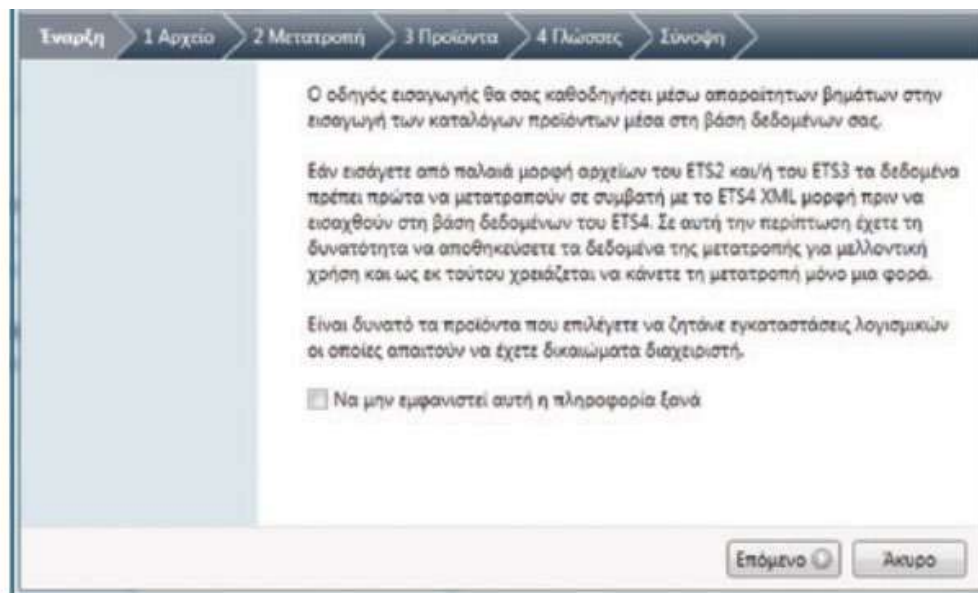 Έναρξη 1 Αρχείο 2 Μετατροπή 3 Προϊόντα 4 Γλώσσες Σύνοψη
Ο οδηγός εισαγωγής θα σας καθοδηγήσει μέσω απαραίτητων βημάτων στην
εισαγωγή των καταλόγων προϊόντων μέσα στη βάση δεδομένων σας.
Εάν εισάγετε από παλαιά μορφή αρχείων του ETS2 και/ή του ETS3 τα δεδομένα
πρέπει πρώτα να μετατραπούν σε συμβατή με το ETS4 XML μορφή πριν να
εισαχθούν στη βάση δεδομένων του ETS4. Σε αυτή την περίπτωση έχετε τη
δυνατότητα να αποθηκεύσετε τα δεδομένα της μετατροπής για μελλοντική
χρήση και ως εκ τούτου χρειάζεται να κάνετε τη μετατροπή μόνο μια φορά.
Είναι δυνατό τα προϊόντα που επιλέγετε να ζητάνε εγκαταστάσεις λογισμικών
οι οποίες απαιτούν να έχετε δικαιώματα διαχειριστή.
Να μην εμφανιστεί αυτή η πληροφορία ξανά
Επόμενο Άκυρο